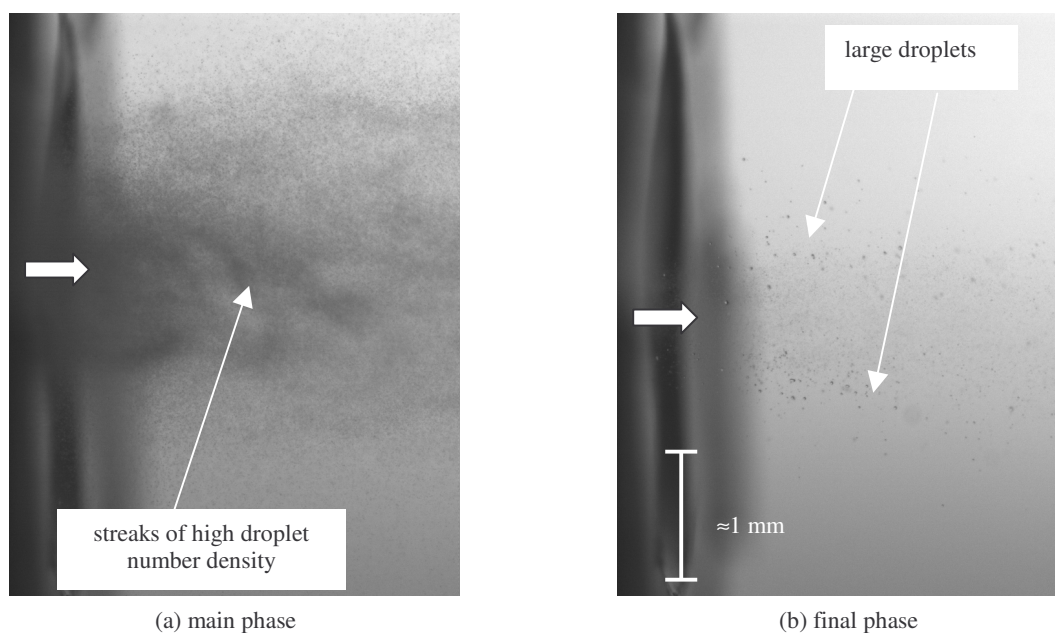 large droplets
streaks of high droplet
number density
≈1 mm
(a) main phase
(b) final phase